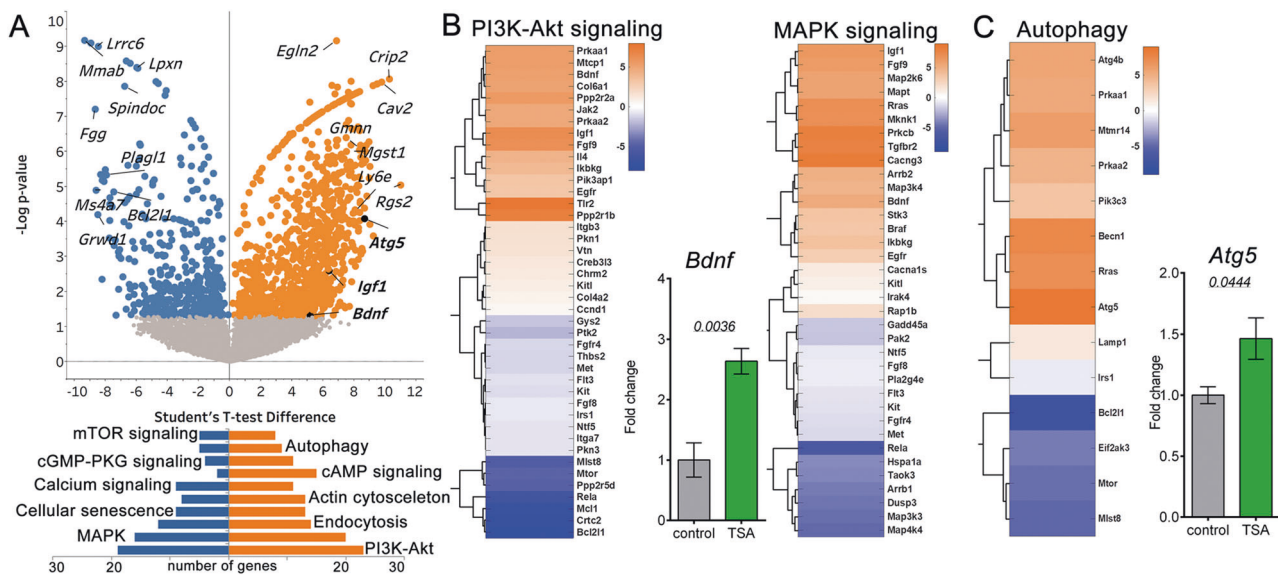 A
Lrrc6
Mmab
Lpxn
Spindoc
Fgg
Plagl1
Ms4a7
Bcl2l1
Grwd1
Egln2
Crip2
Cav2
Gmnn
Mgst1
Ly6e
Rgs2
Atg5
Igf1
Bdnf
-Log p-value
9
8
7
6
5
4
3
2
1
0
-10 -8 -6 -4 -2 0 2 4 6 8 10 12
Student's T-test Difference
mTOR signaling
Autophagy
cGMP-PKG signaling
cAMP signaling
Calcium signaling
Actin cytosceleton
Cellular senescence
Endocytosis
MAPK
PI3K-Akt
30 20 10 0 10 20 30
number of genes
B
PI3K-Akt signaling
Prkaa1
Mtcp1
Bdnf
Col6a1
Ppp2r2a
Jak2
Prkaa2
Igf1
Fgf9
Il4
Ikbkg
Pik3ap1
Egfr
Tlr2
Ppp2r1b
Itgb3
Pkn1
Vtn
Creb3l3
Chrm2
Kitl
Col4a2
Ccnd1
Gys2
Ptk2
Fgfr4
Thbs2
Met
Flt3
Kit
Fgf8
Irs1
Ntf5
Itga7
Pkn3
Mlst8
Mtor
Ppp2r5d
Rela
Mcl1
Crtc2
Bcl2l1
5
0
-5
Bdnf
0.0036
Fold change
4
3
2
1
0
control TSA
MAPK signaling
Igf1
Fgf9
Map2k6
Mapt
Rras
Mknk1
Prkcb
Tgfbr2
Cacng3
Arrb2
Map3k4
Bdnf
Stk3
Braf
Ikbkg
Egfr
Cacna1s
Kitl
Irak4
Rap1b
Gadd45a
Pak2
Ntf5
Fgf8
Pla2g4e
Flt3
Kit
Fgfr4
Met
Rela
Hspa1a
Taok3
Arrb1
Dusp3
Map3k3
Map4k4
5
0
-5
C
Autophagy
Atg4b
Prkaa1
Mtmr14
Prkaa2
Pik3c3
Becn1
Rras
Atg5
Lamp1
Irs1
Bcl2l1
Eif2ak3
Mtor
Mlst8
5
0
-5
Atg5
0.0444
Fold change
2.0
1.5
1.0
0.5
0.0
control TSA